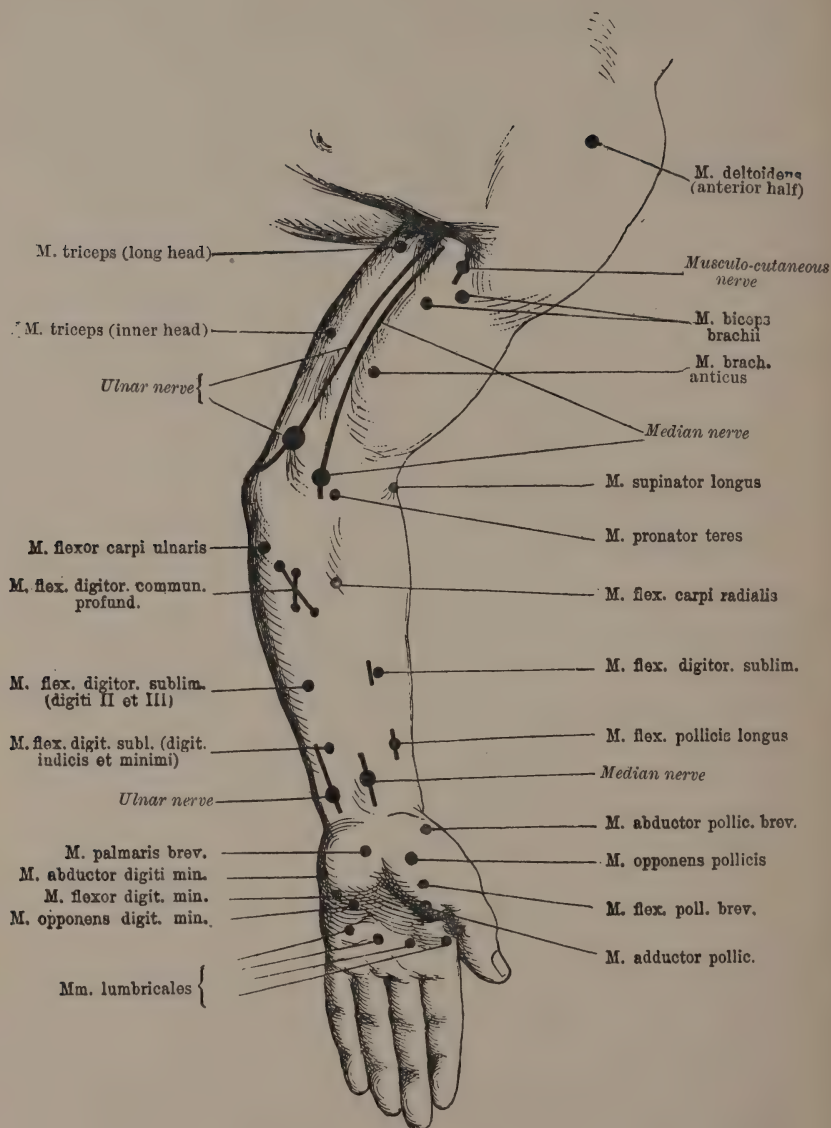 M. deltoideus
(anterior half)
M. triceps (long head)
Musculo-cutaneous
nerve
M. triceps (inner head)
M. biceps
brachii
M. brach.
anticus
Ulnar nerve
Median nerve
M. supinator longus
M. pronator teres
M. flexor carpi ulnaris
M. flex. digitor. commun.
profund.
M. flex. carpi radialis
M. flex. digitor. sublim.
M. flex. digitor. sublim.
(digiti II et III)
M. flex. pollicis longus
M. flex. digit. subl. (digit.
indicis et minimi)
Median nerve
Ulnar nerve
M. abductor pollic. brev.
M. palmaris brev.
M. opponens pollicis
M. abductor digiti min.
M. flexor digit. min.
M. flex. poll. brev.
M. opponens digit. min.
M. adductor pollic.
Mm. lumbricales